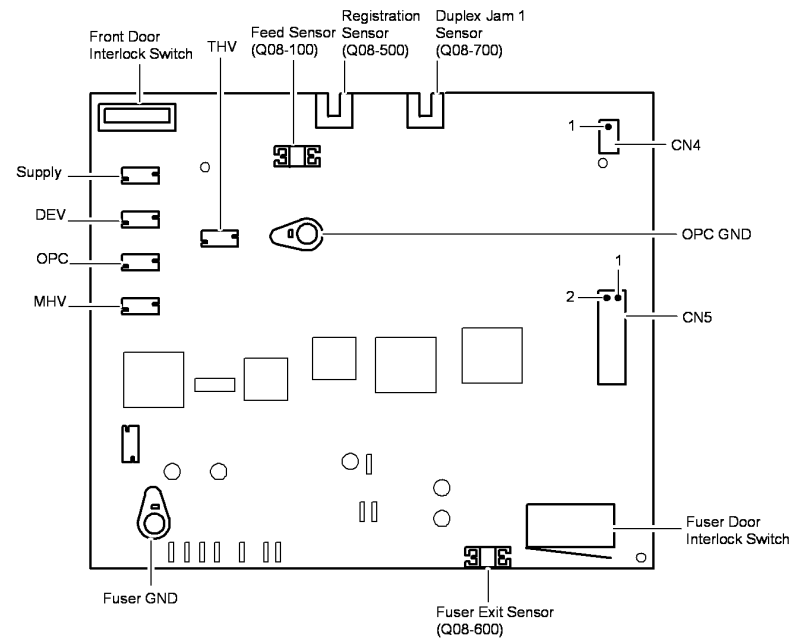 Front Door
Interlock Switch
THV
Feed Sensor
(Q08-100)
Registration
Sensor
(Q08-500)
Duplex Jam 1
Sensor
(Q08-700)
1
CN4
Supply
DEV
OPC
MHV
OPC GND
1
2
CN5
Fuser Door
Interlock Switch
Fuser GND
Fuser Exit Sensor
(Q08-600)